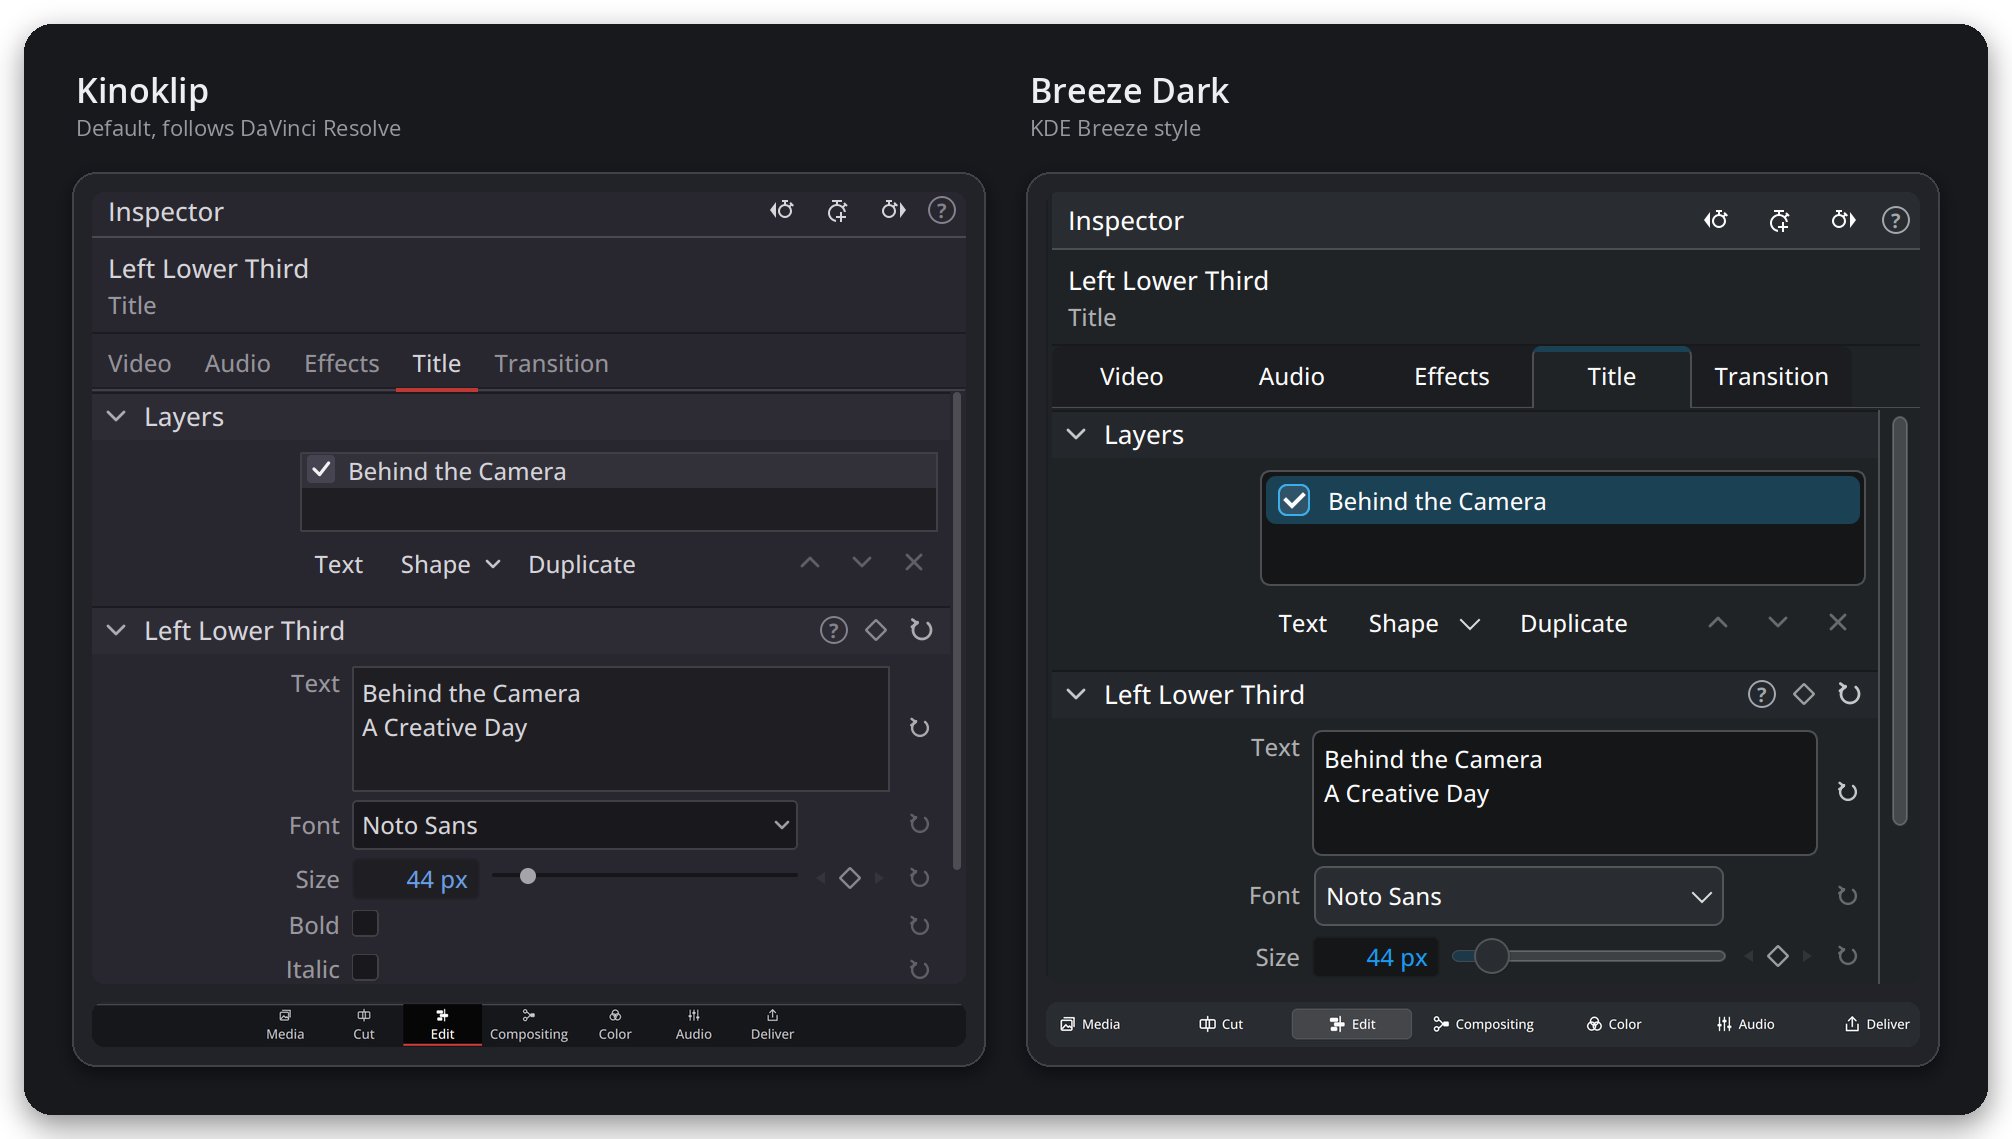 Kinoklip
Default, follows DaVinci Resolve
Inspector
Left Lower Third
Title
Video Audio Effects Title Transition
Layers
Behind the Camera
Text Shape Duplicate
Left Lower Third
Text
Behind the Camera
A Creative Day
Font Noto Sans
Size 44 px
Bold
Italic
Media Cut Edit Compositing Color Audio Deliver
Breeze Dark
KDE Breeze style
Inspector
Left Lower Third
Title
Video Audio Effects Title Transition
Layers
Behind the Camera
Text Shape Duplicate
Left Lower Third
Text
Behind the Camera
A Creative Day
Font Noto Sans
Size 44 px
Media Cut Edit Compositing Color Audio Deliver